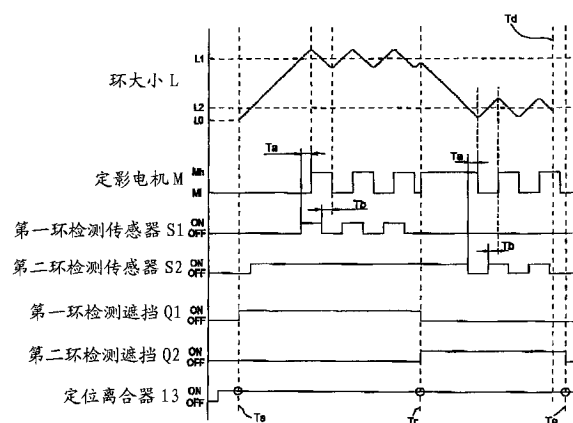 Td
L1
环大小 L
L2
L0
Ta
Ta
定影电机 M
Mh
Ml
Tb
Tb
第一环检测传感器 S1
ON
OFF
第二环检测传感器 S2
ON
OFF
第一环检测遮挡 Q1
ON
OFF
第二环检测遮挡 Q2
ON
OFF
定位离合器 13
ON
OFF
Ts
Tr
Te